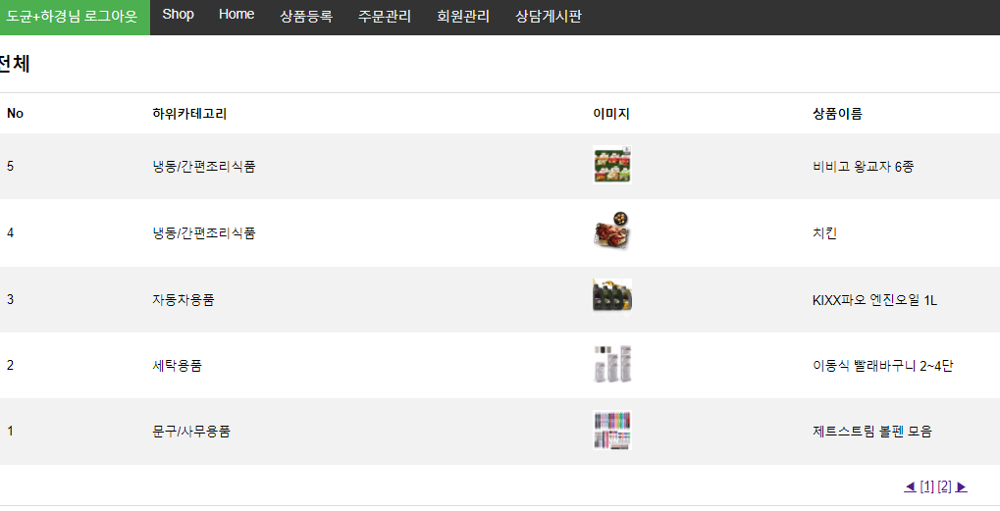 도균+하경님 로그아웃 Shop Home 상품등록 주문관리 회원관리 상담게시판
전체
No 하위카테고리 이미지 상품이름
5 냉동/간편조리식품 비비고 왕교자 6종
4 냉동/간편조리식품 치킨
3 자동차용품 KIXX파오 엔진오일 1L
2 세탁용품 이동식 빨래바구니 2~4단
1 문구/사무용품 제트스트림 볼펜 모음
◀ [1] [2] ▶